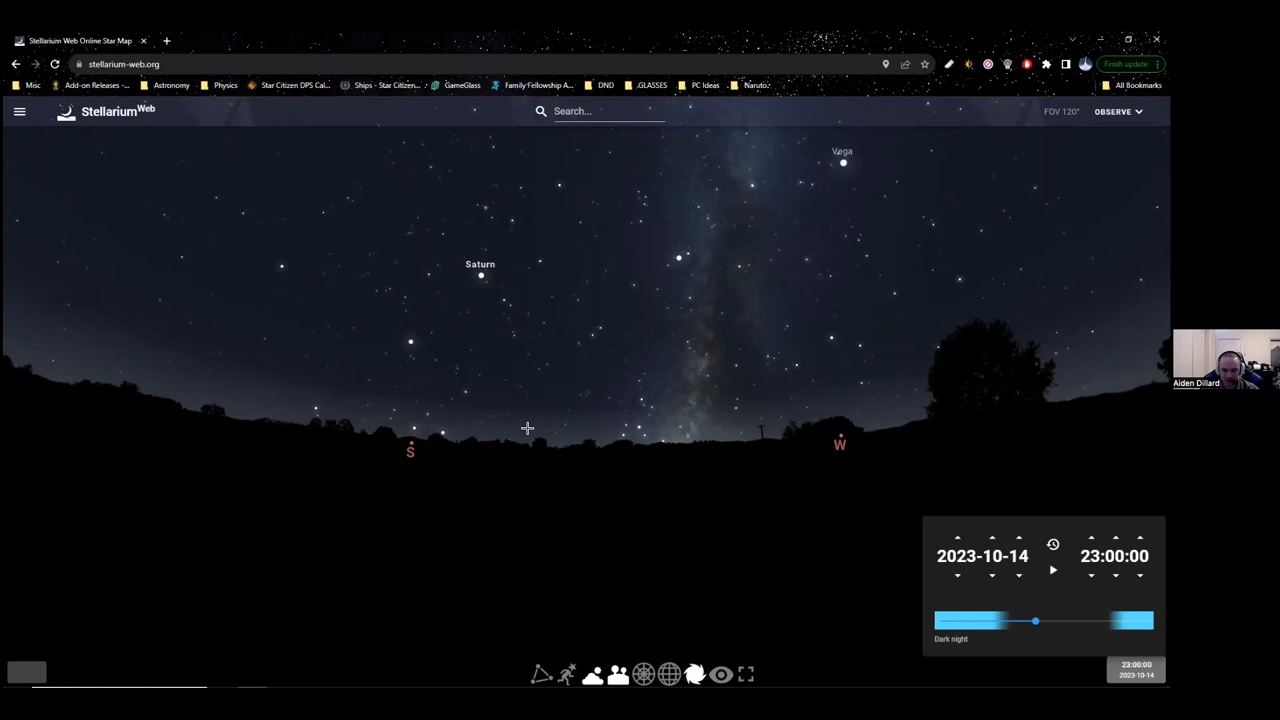 Stellarium Web Online Star Map
stellarium-web.org
Finish update
Misc
Add-on Releases -...
Astronomy
Physics
Star Citizen DPS Cal...
Ships - Star Citizen...
GameGlass
Family Fellowship A...
DND
.GLASSES
PC Ideas
Naruto
All Bookmarks
StellariumWeb
Search...
FOV 120°
OBSERVE
Vega
Saturn
Aiden Dillard
S
W
2023-10-14
23:00:00
Dark night
23:00:00
2023-10-14